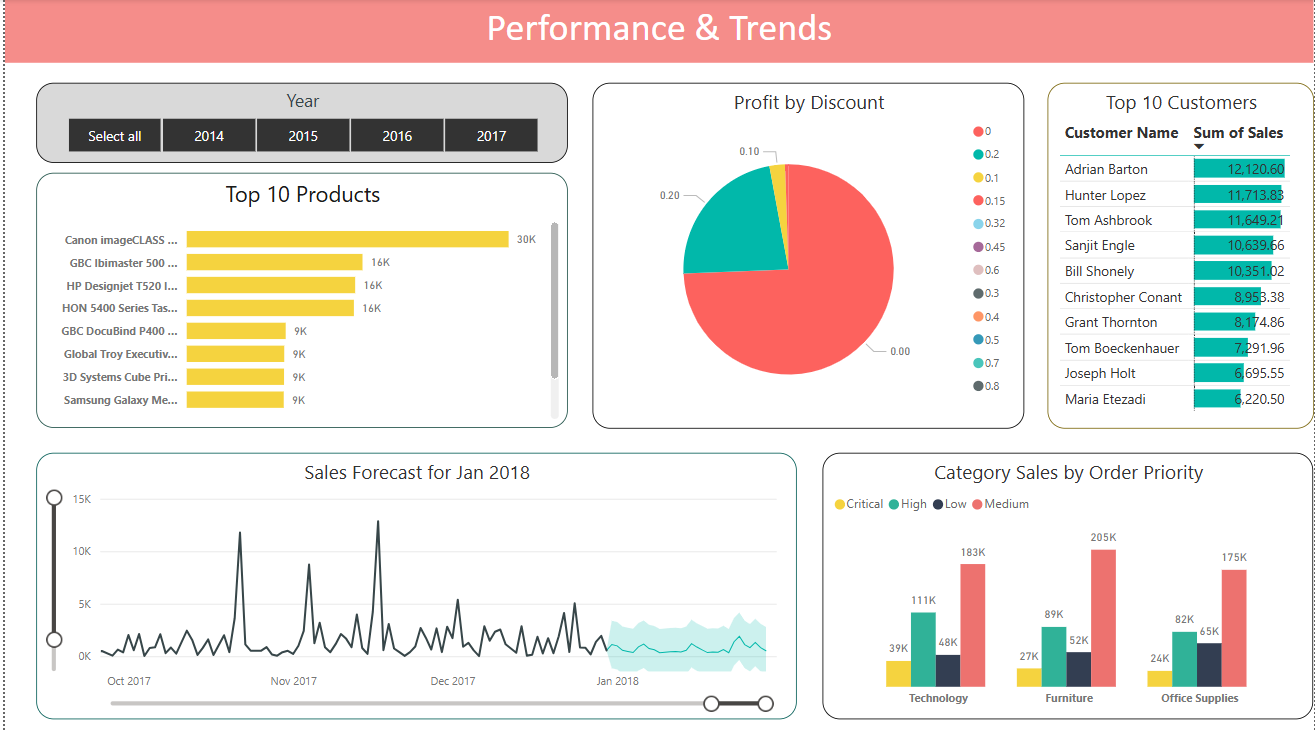 Performance & Trends
Year
Select all 2014 2015 2016 2017
Top 10 Products
Canon imageCLASS ... 30K
GBC Ibimaster 500 ... 16K
HP Designjet T520 I... 16K
HON 5400 Series Tas... 16K
GBC DocuBind P400 ... 9K
Global Troy Executiv... 9K
3D Systems Cube Pri... 9K
Samsung Galaxy Me... 9K
Profit by Discount
0.10
0.20
0.00
0
0.2
0.1
0.15
0.32
0.45
0.6
0.3
0.4
0.5
0.7
0.8
Top 10 Customers
Customer Name Sum of Sales
Adrian Barton 12,120.60
Hunter Lopez 11,713.83
Tom Ashbrook 11,649.21
Sanjit Engle 10,639.66
Bill Shonely 10,351.02
Christopher Conant 8,953.38
Grant Thornton 8,174.86
Tom Boeckenhauer 7,291.96
Joseph Holt 6,695.55
Maria Etezadi 6,220.50
Sales Forecast for Jan 2018
15K
10K
5K
0K
Oct 2017 Nov 2017 Dec 2017 Jan 2018
Category Sales by Order Priority
Critical High Low Medium
39K 111K 48K 183K
27K 89K 52K 205K
24K 82K 65K 175K
Technology Furniture Office Supplies